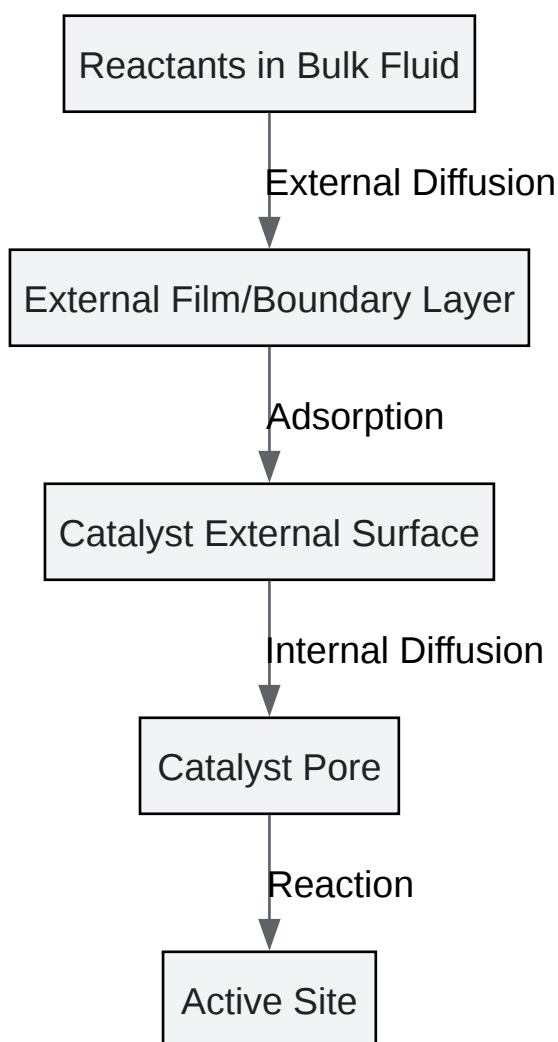 Reactants in Bulk Fluid
External Diffusion
External Film/Boundary Layer
Adsorption
Catalyst External Surface
Internal Diffusion
Catalyst Pore
Reaction
Active Site